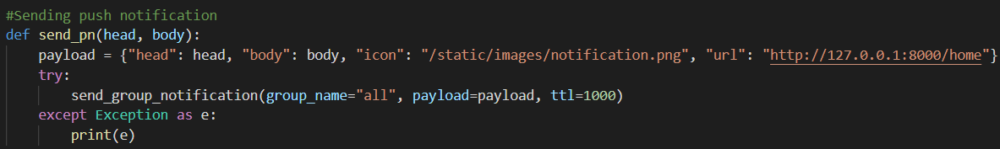 #Sending push notification
def send_pn(head, body):
    payload = {"head": head, "body": body, "icon": "/static/images/notification.png", "url": "http://127.0.0.1:8000/home"}
    try:
        send_group_notification(group_name="all", payload=payload, ttl=1000)
    except Exception as e:
        print(e)